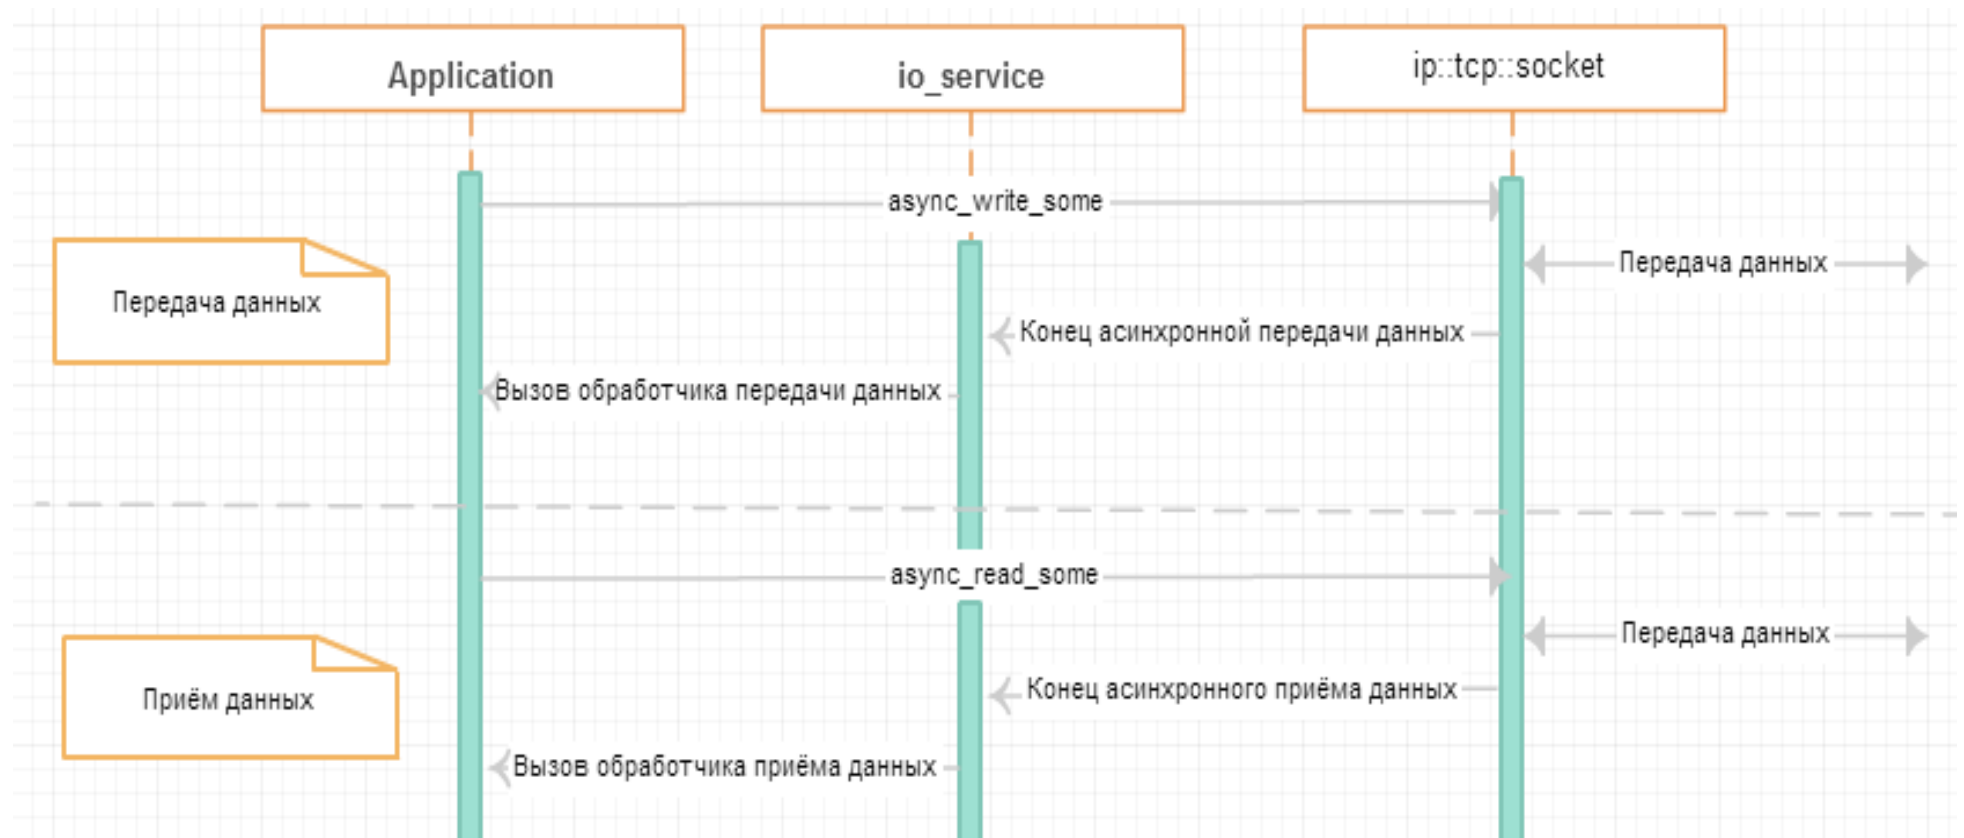 Application
io_service
ip::tcp::socket
async_write_some
Передача данных
Передача данных
Конец асинхронной передачи данных
Вызов обработчика передачи данных
async_read_some
Передача данных
Приём данных
Конец асинхронного приёма данных
Вызов обработчика приёма данных